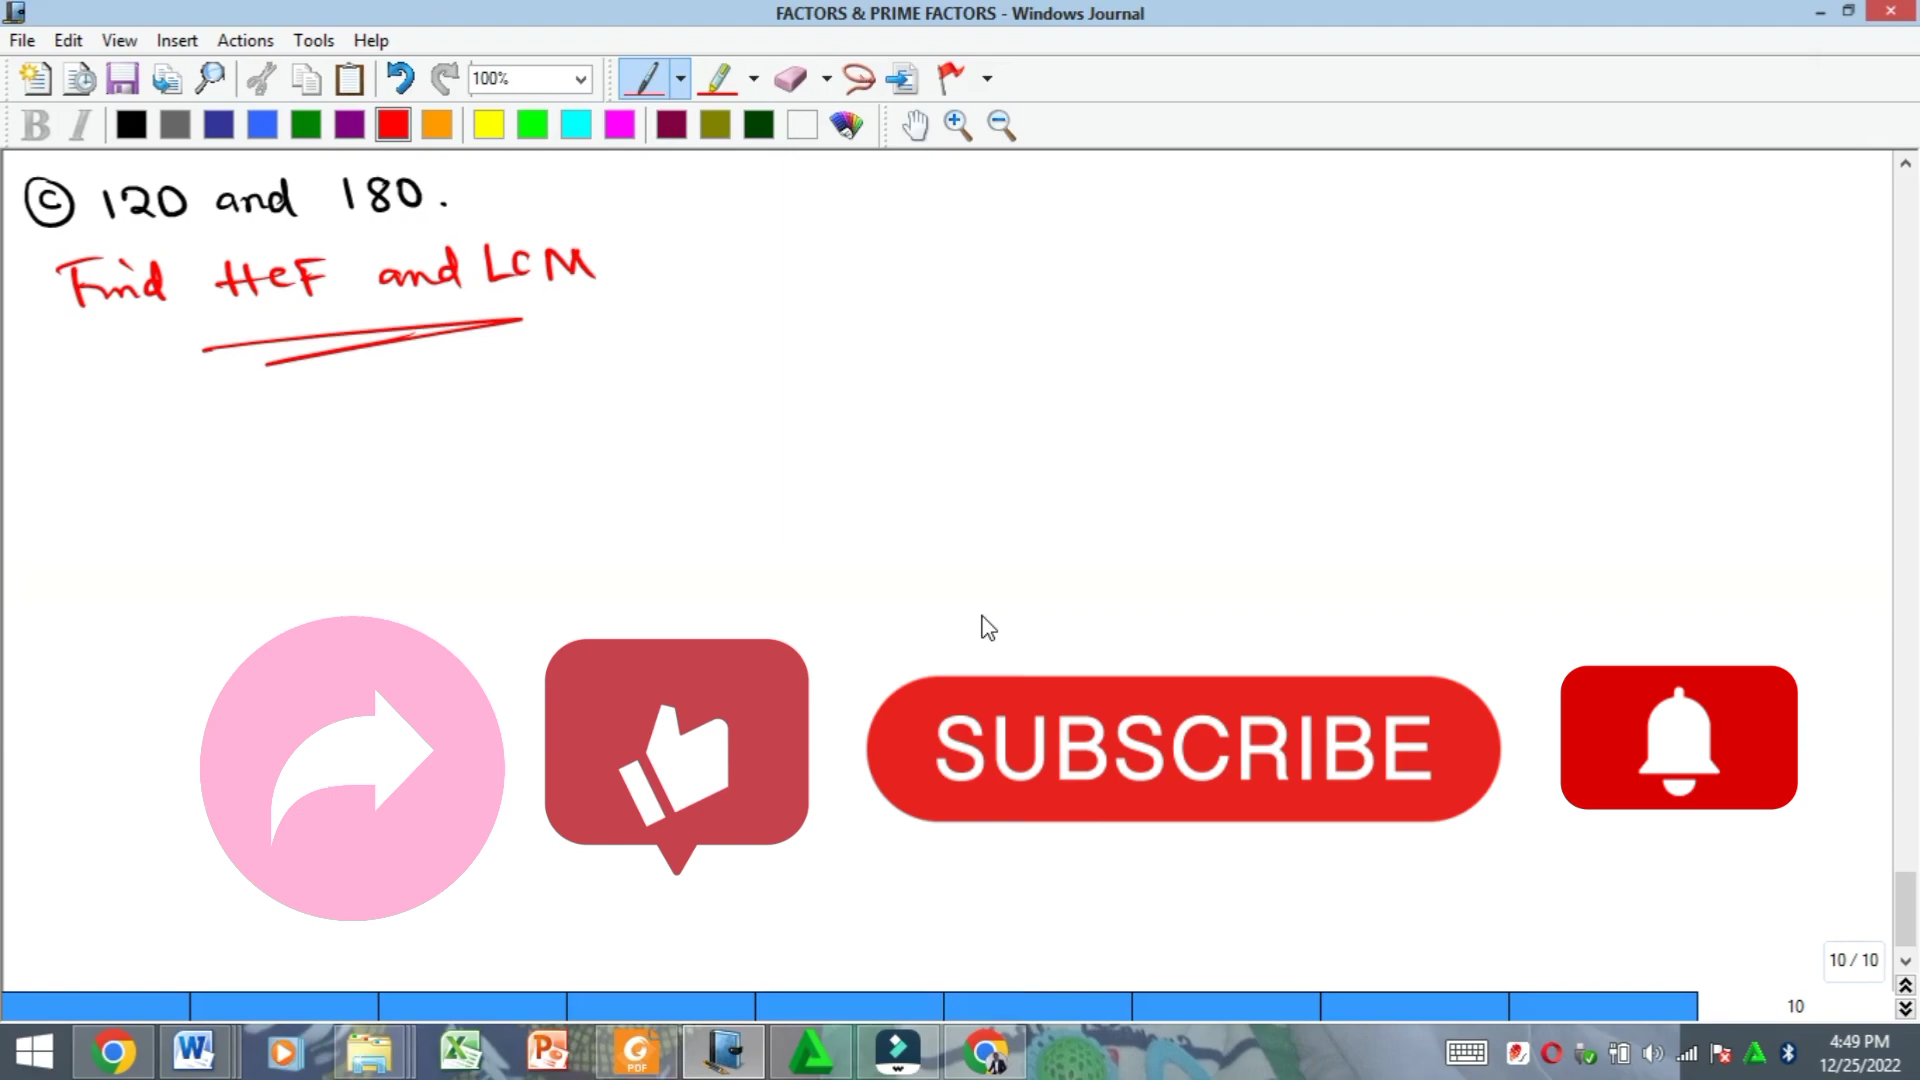 FACTORS & PRIME FACTORS - Windows Journal
File Edit View Insert Actions Tools Help
100%
B I
© 120 and 180.
Find HCF and LCM
SUBSCRIBE
10 / 10
10
PDF
4:49 PM
12/25/2022